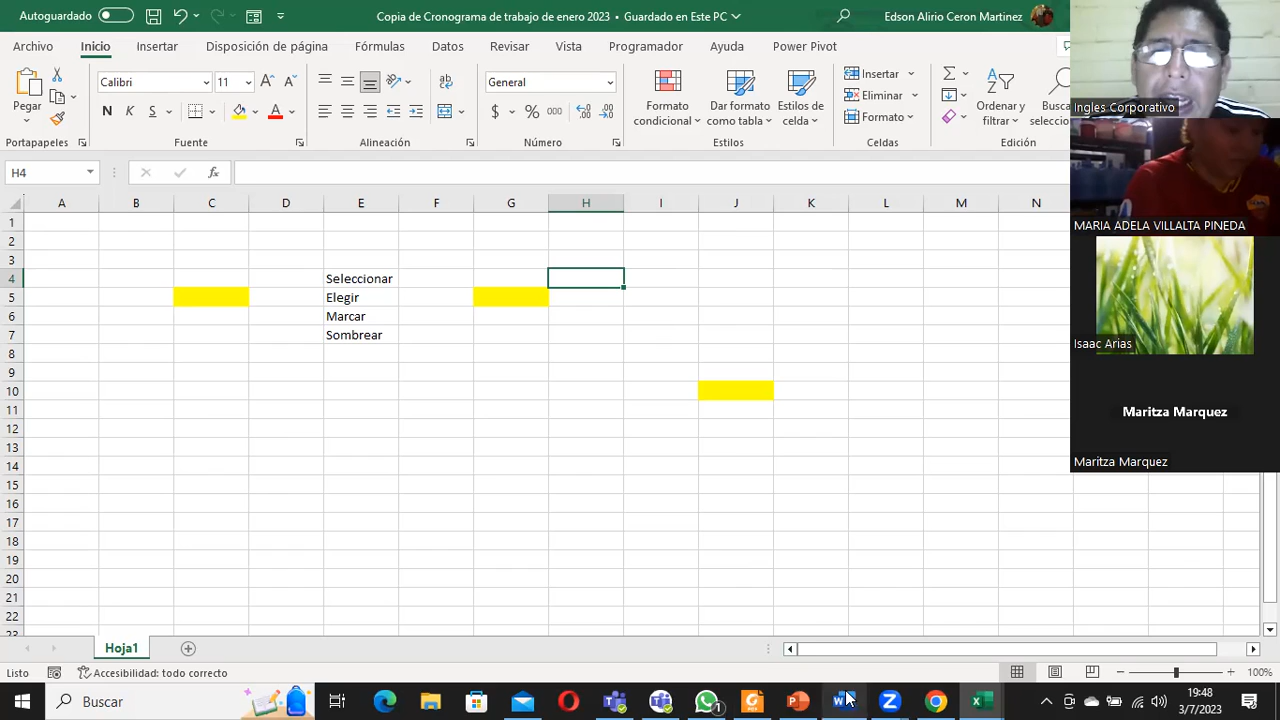 Autoguardado
Copia de Cronograma de trabajo de enero 2023 • Guardado en Este PC
Edson Alirio Ceron Martinez
Archivo Inicio Insertar Disposición de página Fórmulas Datos Revisar Vista Programador Ayuda Power Pivot
Pegar
Calibri 11
N K
General
$ % 000
Formato condicional
Dar formato como tabla
Estilos de celda
Insertar
Eliminar
Formato
Ordenar y filtrar
Portapapeles Fuente Alineación Número Estilos Celdas Edición
H4
fx
A B C D E F G H I J K L M N
1
2
3
4 Seleccionar
5 Elegir
6 Marcar
7 Sombrear
8
9
10
11
12
13
14
15
16
17
18
19
20
21
22
23
Ingles Corporativo
MARIA ADELA VILLALTA PINEDA
Isaac Arias
Maritza Marquez
Maritza Marquez
Hoja1
Listo Accesibilidad: todo correcto 100%
Buscar
19:48
3/7/2023